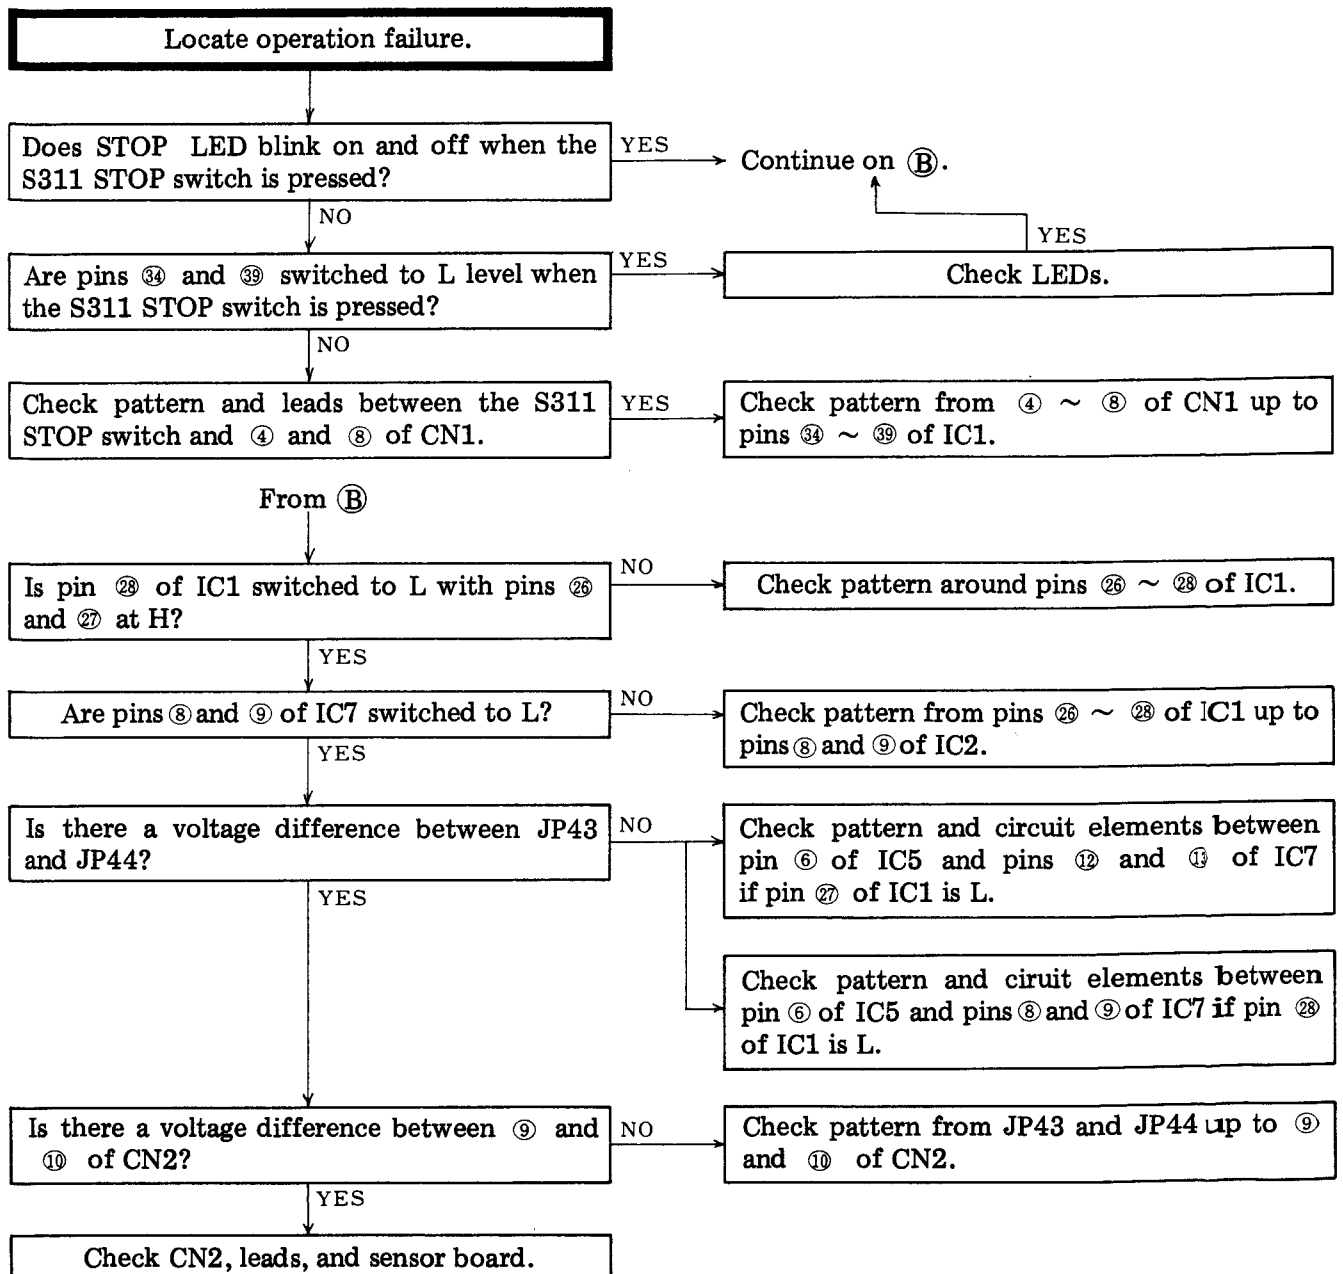 Locate operation failure.
Does STOP LED blink on and off when the
S311 STOP switch is pressed?
YES
Continue on Ⓑ.
NO
YES
Are pins ㉞ and ㊴ switched to L level when
the S311 STOP switch is pressed?
YES
Check LEDs.
NO
Check pattern and leads between the S311
STOP switch and ④ and ⑧ of CN1.
YES
Check pattern from ④ ~ ⑧ of CN1 up to
pins ㉞ ~ ㊴ of IC1.
From Ⓑ
Is pin ㉘ of IC1 switched to L with pins ㉖
and ㉗ at H?
NO
Check pattern around pins ㉖ ~ ㉘ of IC1.
YES
Are pins ⑧ and ⑨ of IC7 switched to L?
NO
Check pattern from pins ㉖ ~ ㉘ of IC1 up to
pins ⑧ and ⑨ of IC2.
YES
Is there a voltage difference between JP43
and JP44?
NO
Check pattern and circuit elements between
pin ⑥ of IC5 and pins ⑫ and ⑬ of IC7
if pin ㉗ of IC1 is L.
YES
Check pattern and ciruit elements between
pin ⑥ of IC5 and pins ⑧ and ⑨ of IC7 if pin ㉘
of IC1 is L.
Is there a voltage difference between ⑨ and
⑩ of CN2?
NO
Check pattern from JP43 and JP44 up to ⑨
and ⑩ of CN2.
YES
Check CN2, leads, and sensor board.